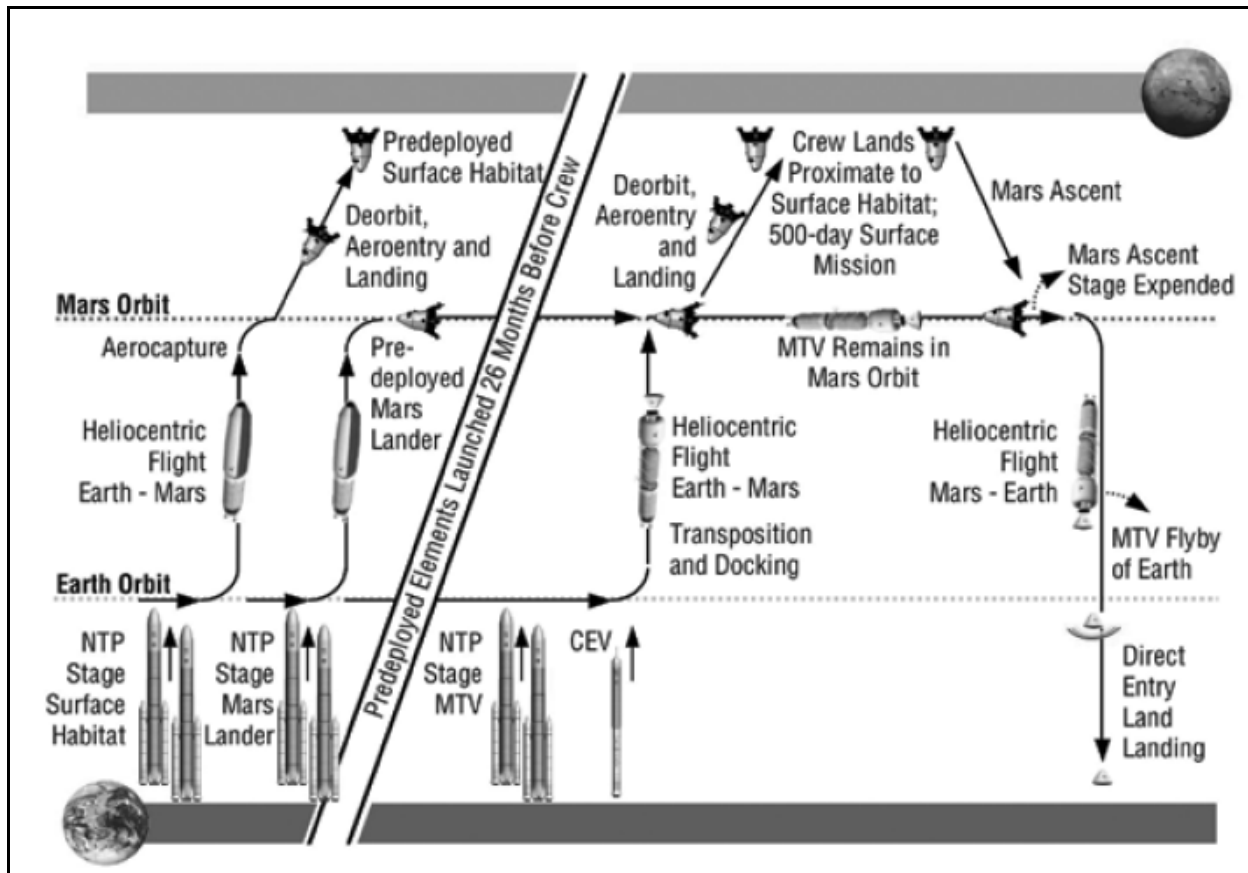 Predeployed
Surface Habitat
Deorbit,
Aeroentry and
Landing
Mars Orbit
Aerocapture
Pre-
deployed
Mars
Lander
Heliocentric
Flight
Earth - Mars
Earth Orbit
NTP
Stage
Surface
Habitat
NTP
Stage
Mars
Lander
Predeployed Elements Launched 26 Months Before Crew
Deorbit,
Aeroentry
and
Landing
Crew Lands
Proximate to
Surface Habitat;
500-day Surface
Mission
Mars Ascent
Mars Ascent
Stage Expended
MTV Remains in
Mars Orbit
Heliocentric
Flight
Earth - Mars
Transposition
and Docking
Heliocentric
Flight
Mars - Earth
MTV Flyby
of Earth
NTP
Stage
MTV
CEV
Direct
Entry
Land
Landing